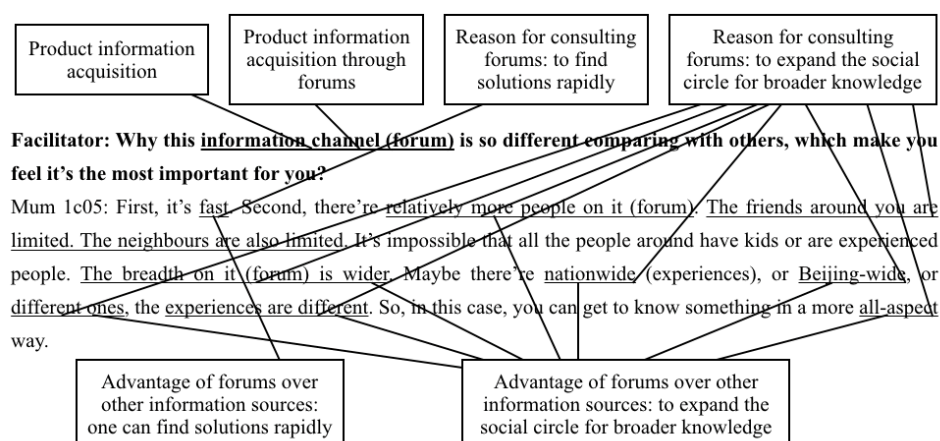 Product information
acquisition
Product information
acquisition through
forums
Reason for consulting
forums: to find
solutions rapidly
Reason for consulting
forums: to expand the social
circle for broader knowledge
Facilitator: Why this information channel (forum) is so different comparing with others, which make you
feel it's the most important for you?
Mum 1c05: First, it's fast. Second, there're relatively more people on it (forum). The friends around you are
limited. The neighbours are also limited. It's impossible that all the people around have kids or are experienced
people. The breadth on it (forum) is wider. Maybe there're nationwide (experiences), or Beijing-wide, or
different ones, the experiences are different. So, in this case, you can get to know something in a more all-aspect
way.
Advantage of forums over
other information sources:
one can find solutions rapidly
Advantage of forums over other
information sources: to expand the
social circle for broader knowledge